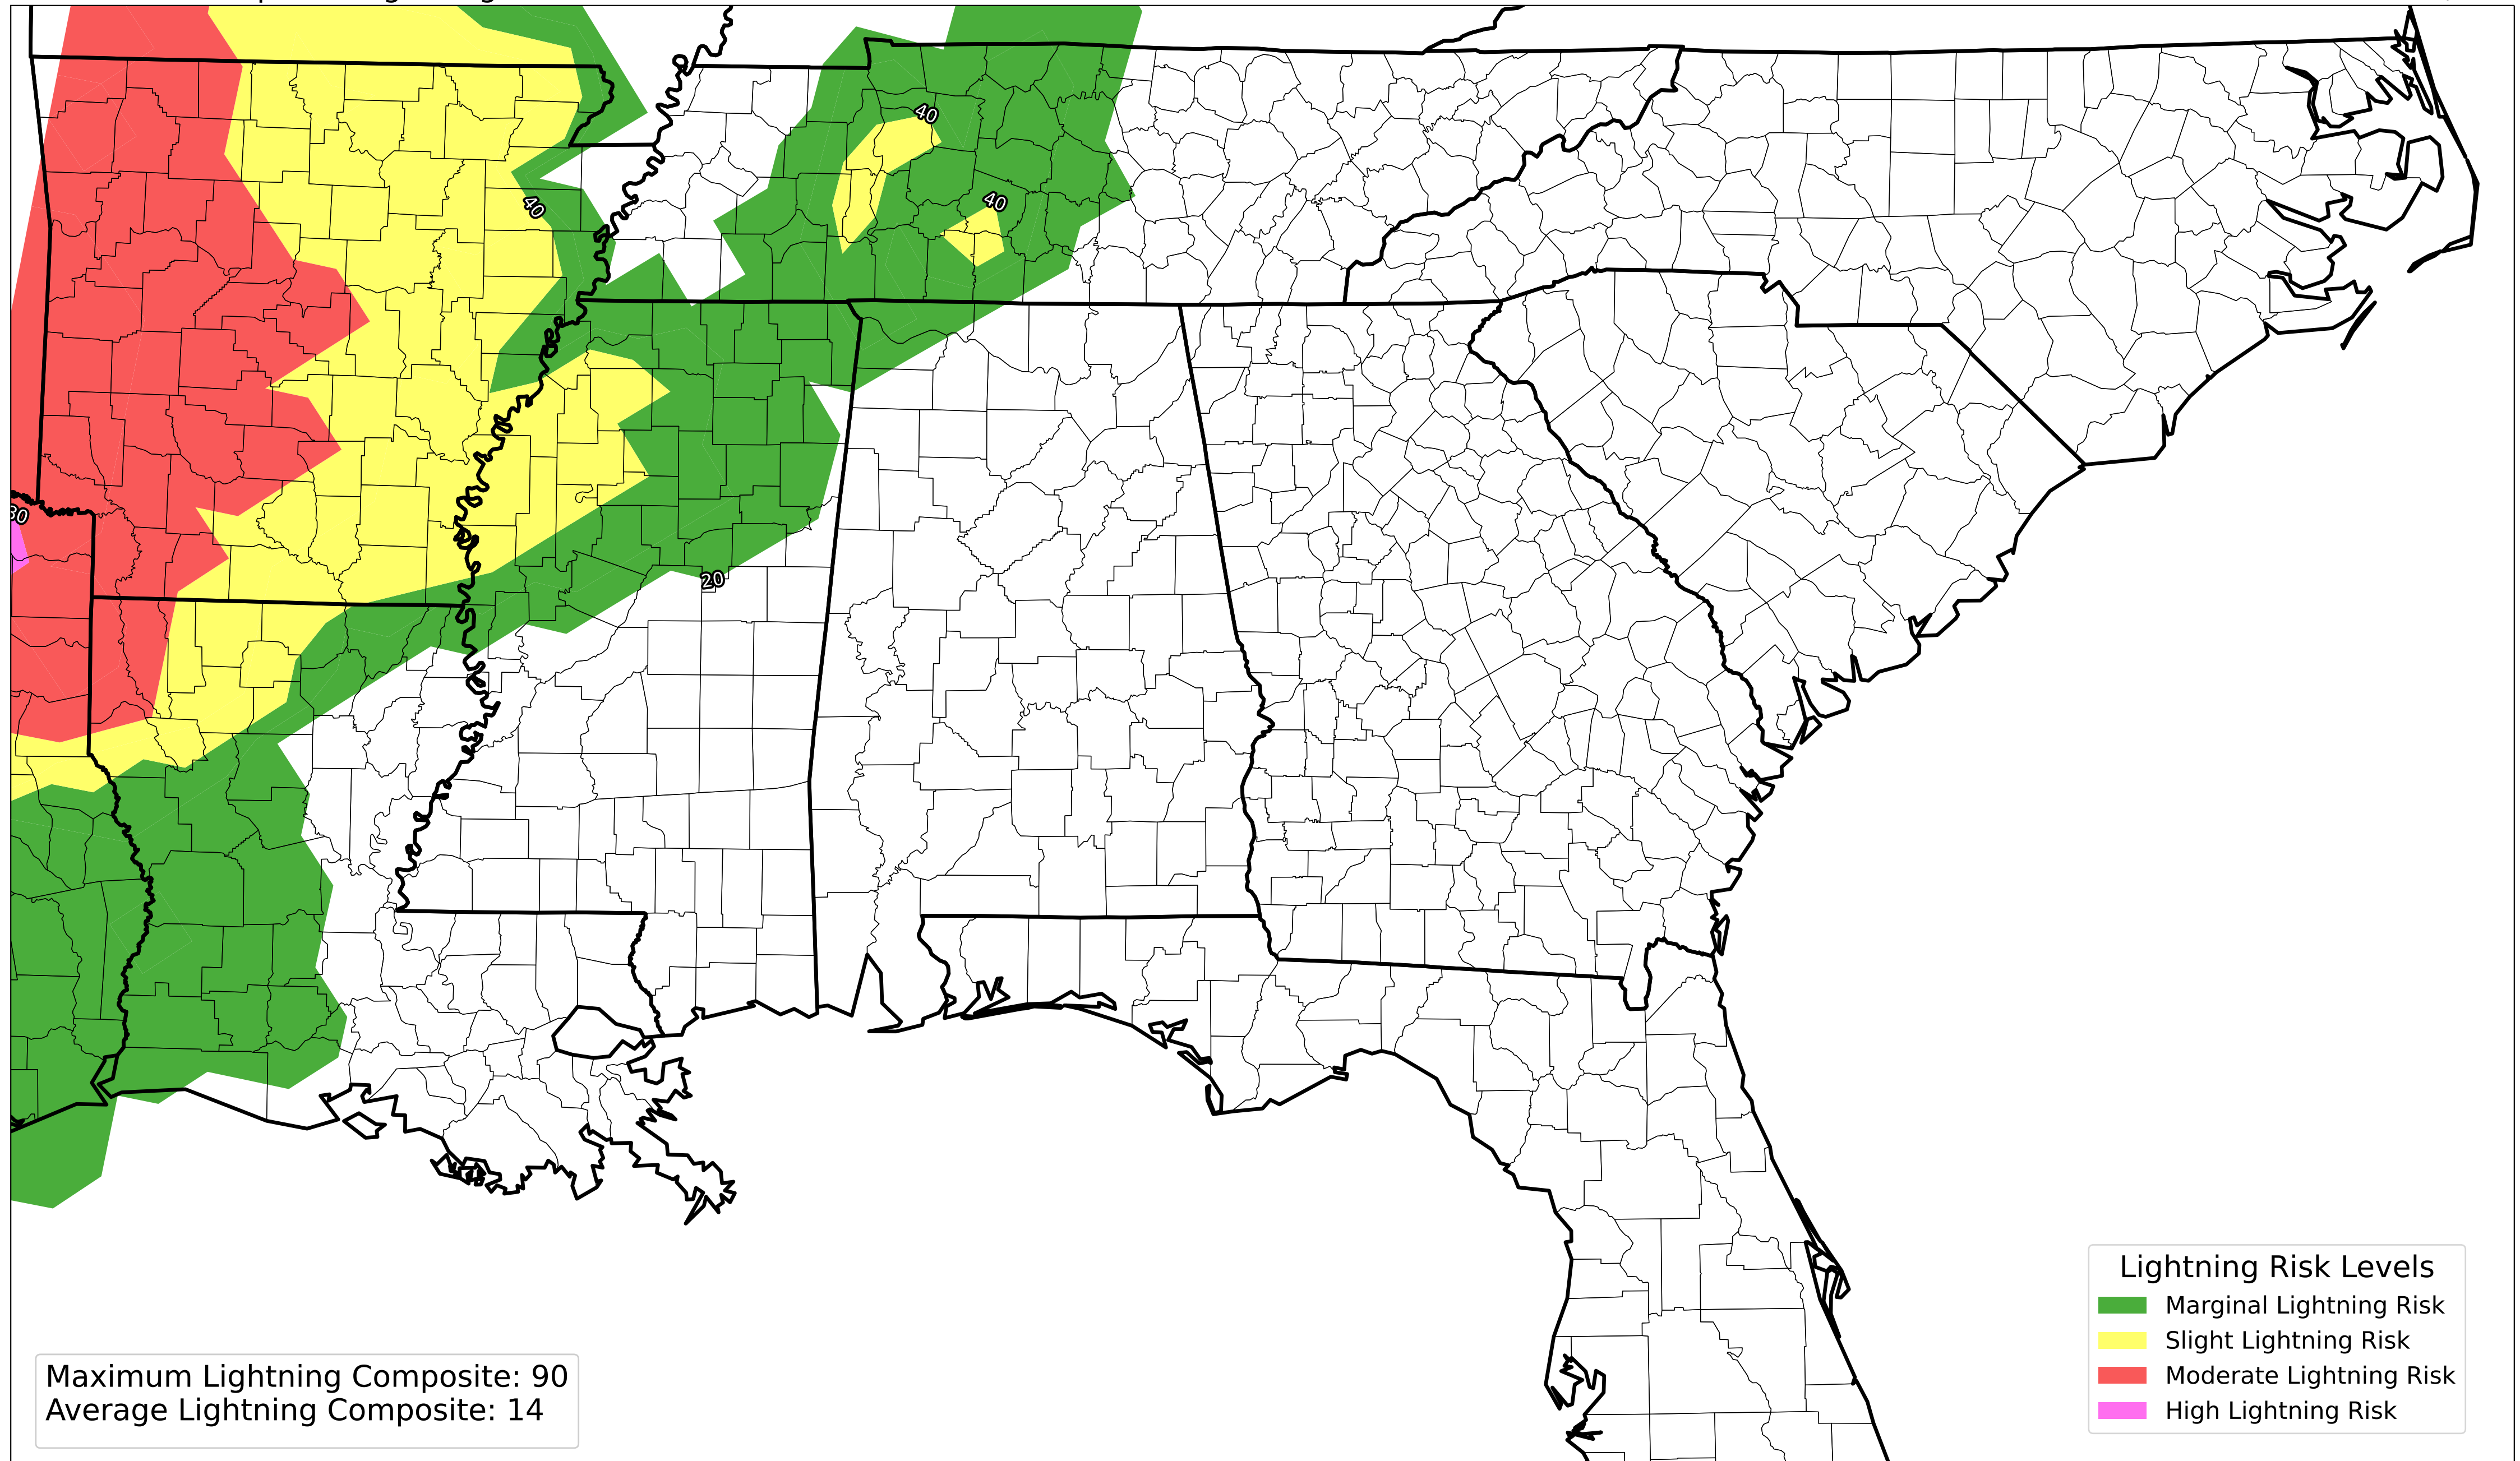 40
40
40
20
Lightning Risk Levels
Marginal Lightning Risk
Slight Lightning Risk
Moderate Lightning Risk
High Lightning Risk
Maximum Lightning Composite: 90
Average Lightning Composite: 14